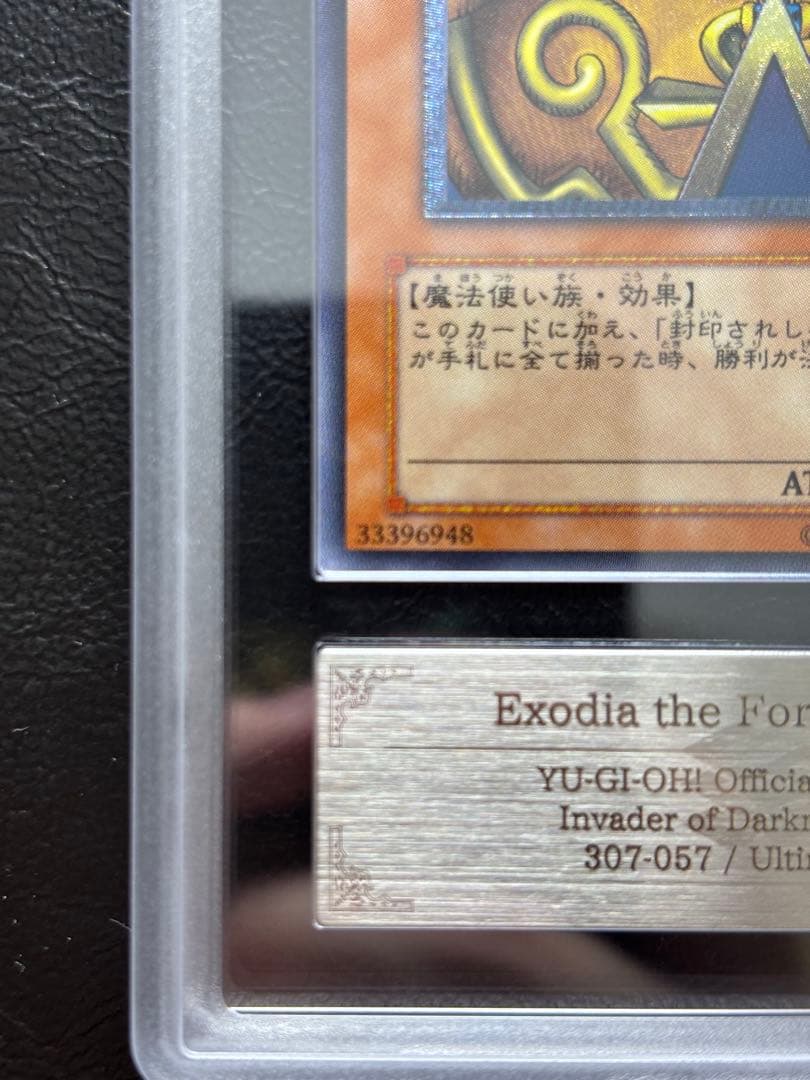 【魔法使い族・効果】
このカードに加え、「封印されし
が手札に全て揃った時、勝利が決
AT
33396948
©
Exodia the For
YU-GI-OH! Officia
Invader of Darkn
307-057 / Ultim